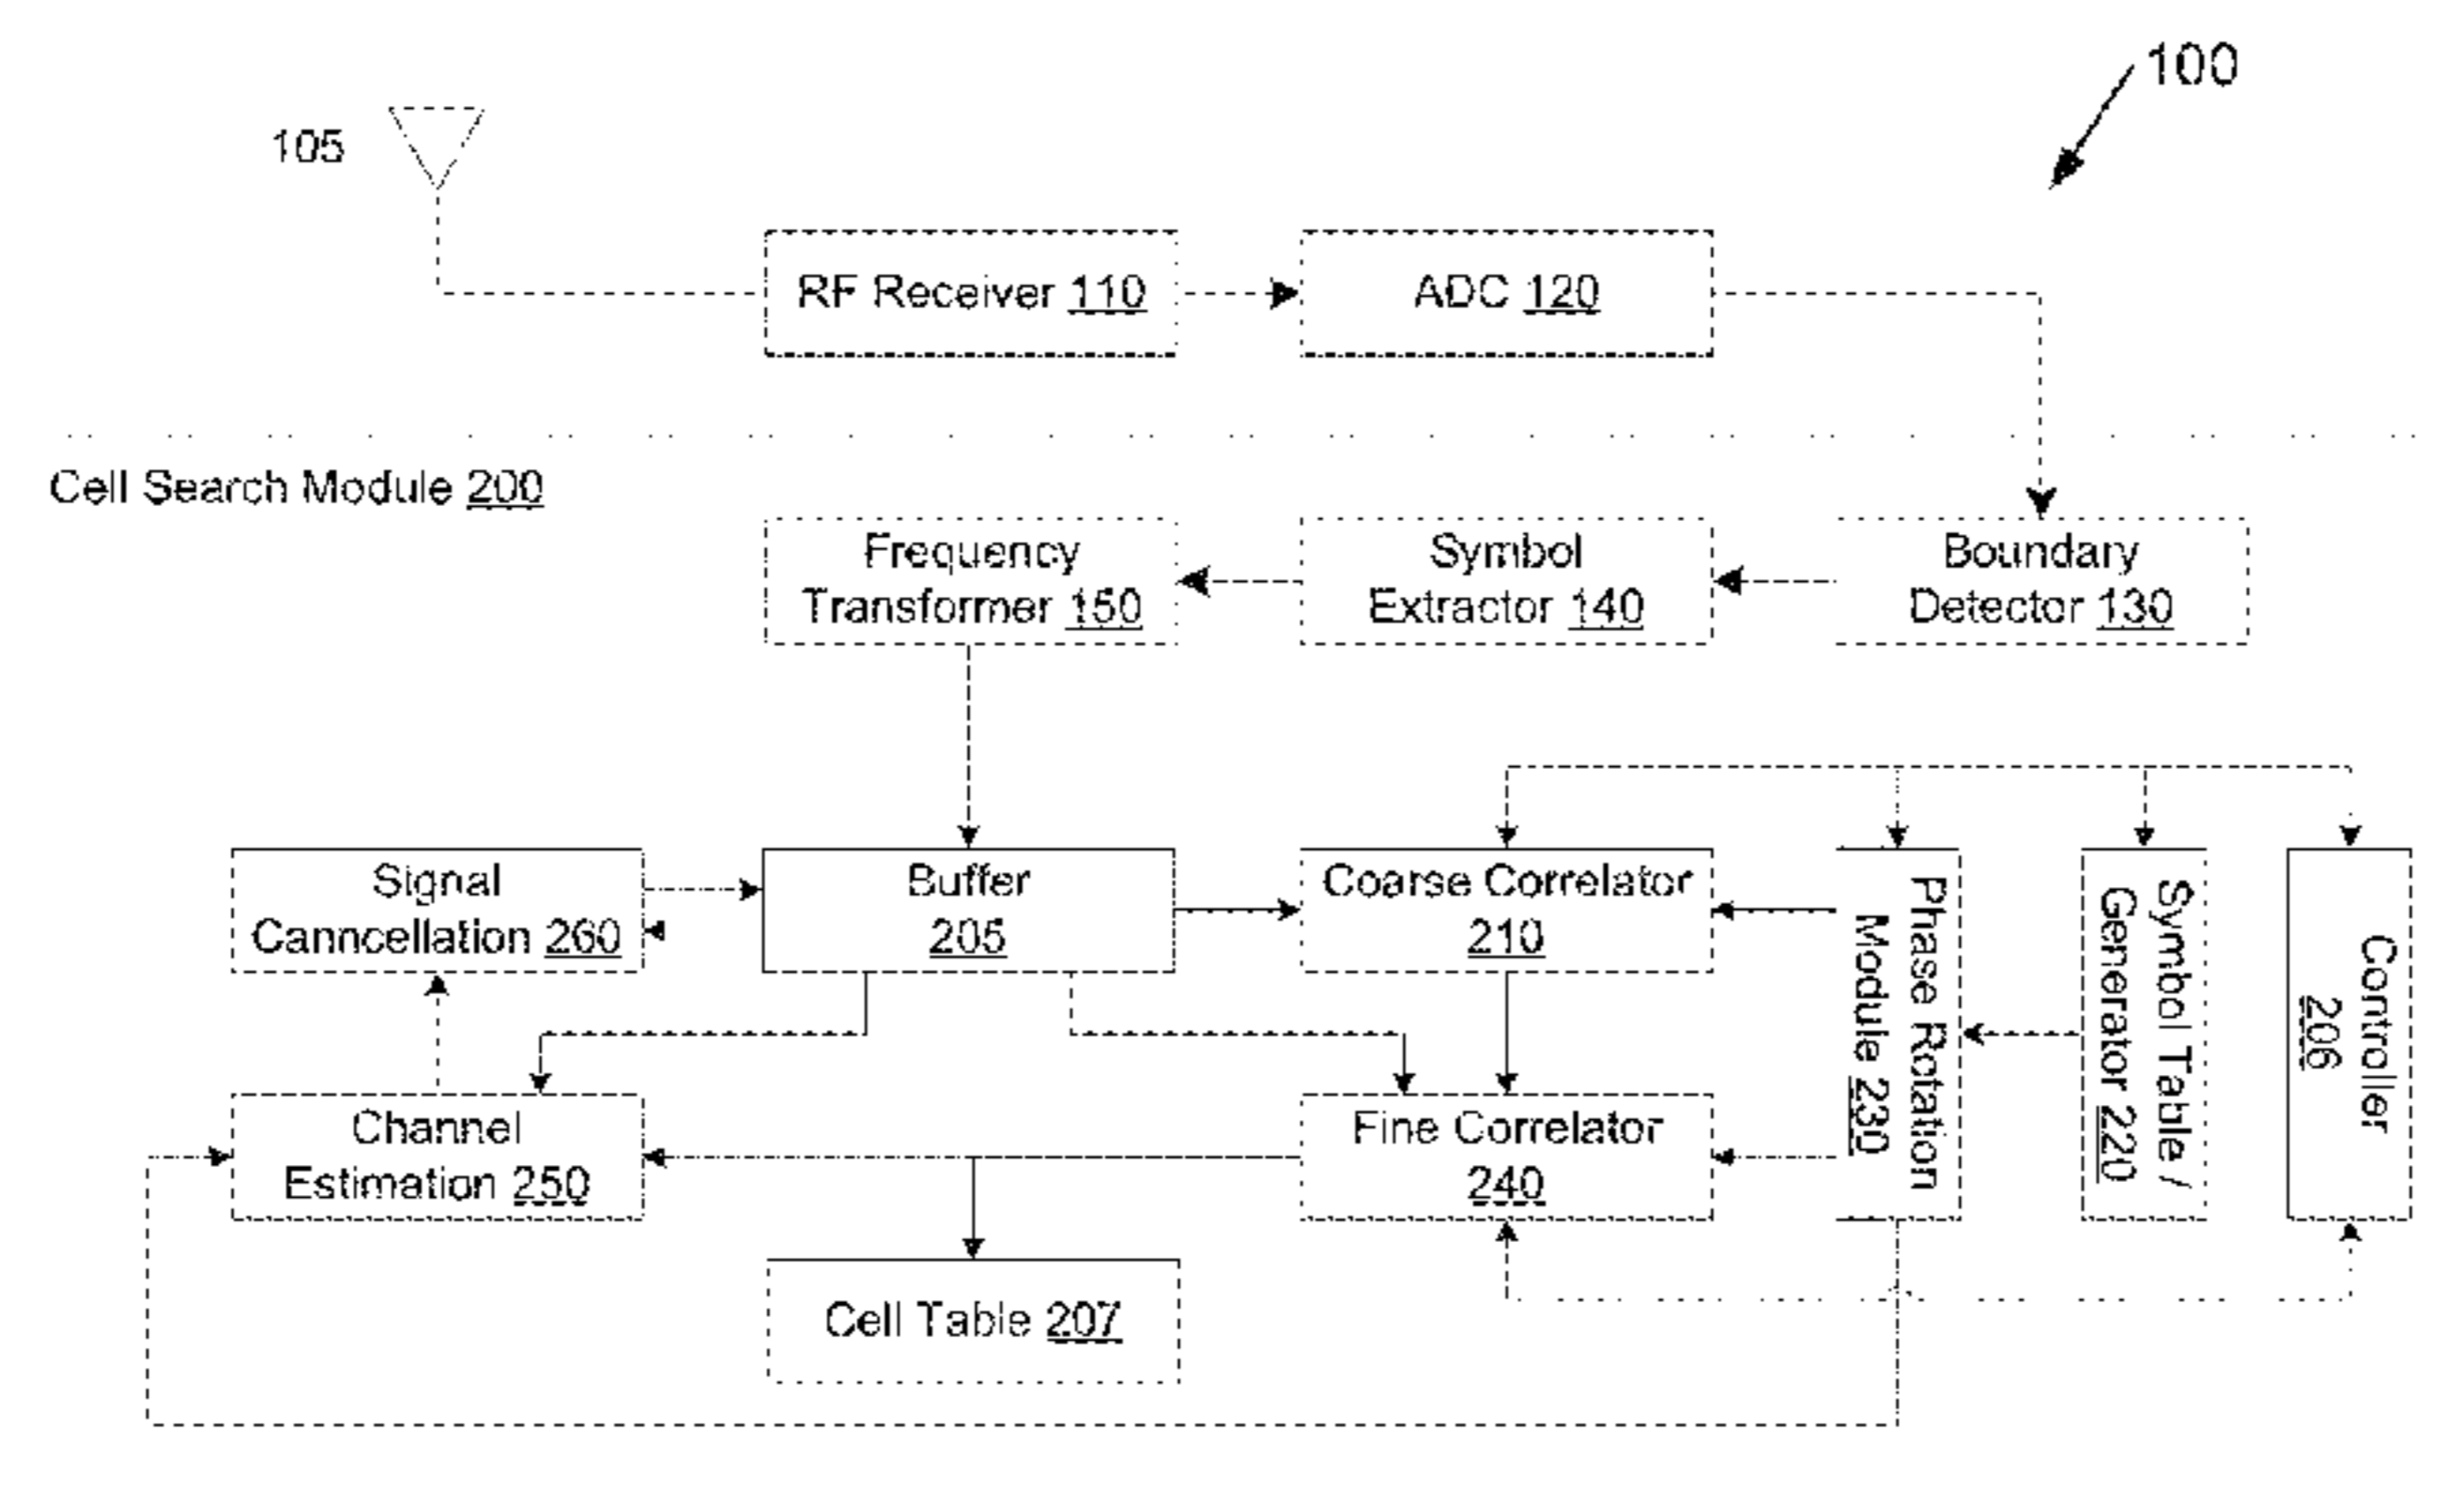 100
105
RF Receiver 110
ADC 120
Cell Search Module 200
Frequency
Transformer 150
Symbol
Extractor 140
Boundary
Detector 130
Signal
Canncellation 260
Buffer
205
Coarse Correlator
210
Phase Rotation
Module 230
Symbol Table /
Generator 220
Controller
206
Channel
Estimation 250
Fine Correlator
240
Cell Table 207